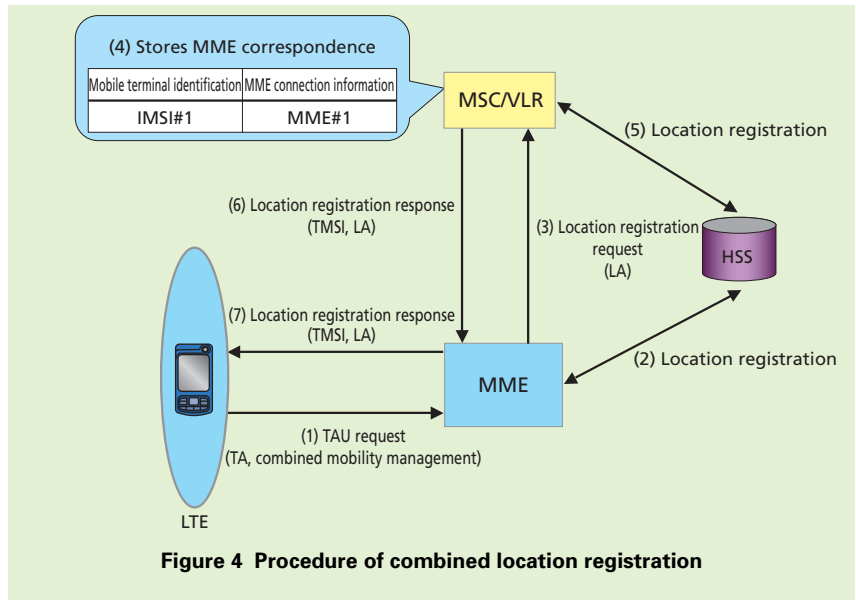 (4) Stores MME correspondence
Mobile terminal identification MME connection information
IMSI#1 MME#1
MSC/VLR
(5) Location registration
(6) Location registration response
(TMSI, LA)
(3) Location registration
request
(LA)
HSS
(7) Location registration response
(TMSI, LA)
(2) Location registration
MME
(1) TAU request
(TA, combined mobility management)
LTE
Figure 4 Procedure of combined location registration